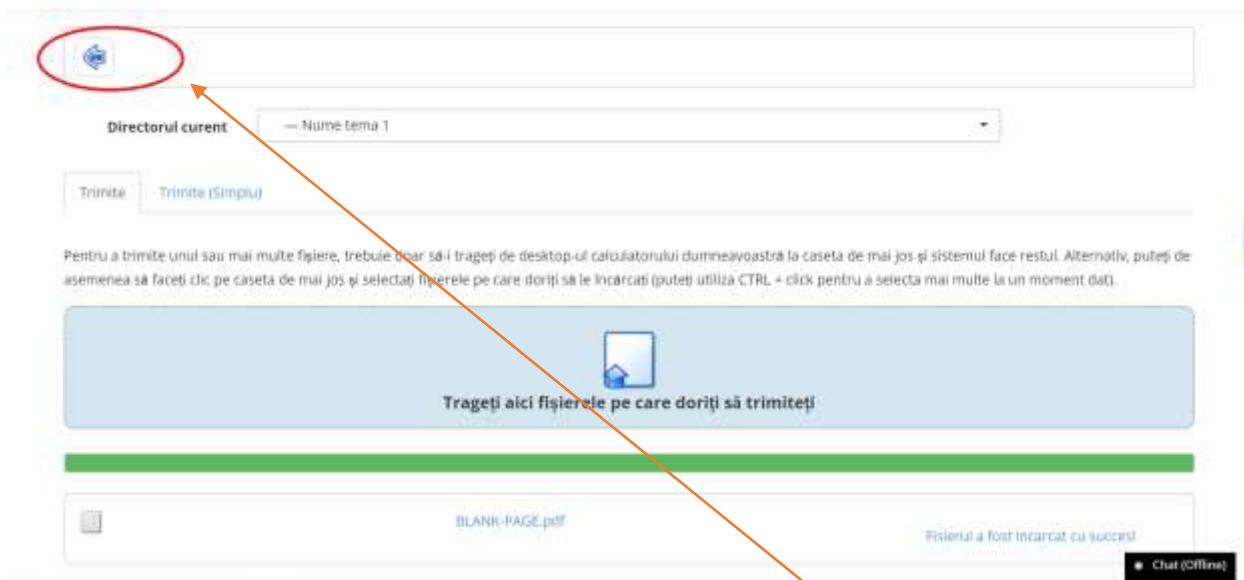 Directorul curent
— Nume tema 1
Trimite
Trimite (Simplu)
Pentru a trimite unul sau mai multe fișiere, trebuie doar să-i trageți de desktop-ul calculatorului dumneavoastră la caseta de mai jos și sistemul face restul. Alternativ, puteți de
asemenea să faceți clic pe caseta de mai jos și selectați fișierele pe care doriți să le încărcați (puteți utiliza CTRL + click pentru a selecta mai multe la un moment dat).
Trageți aici fișierele pe care doriți să trimiteți
BLANK-PAGE.pdf
Fisierul a fost incarcat cu succes!
Chat (Offline)